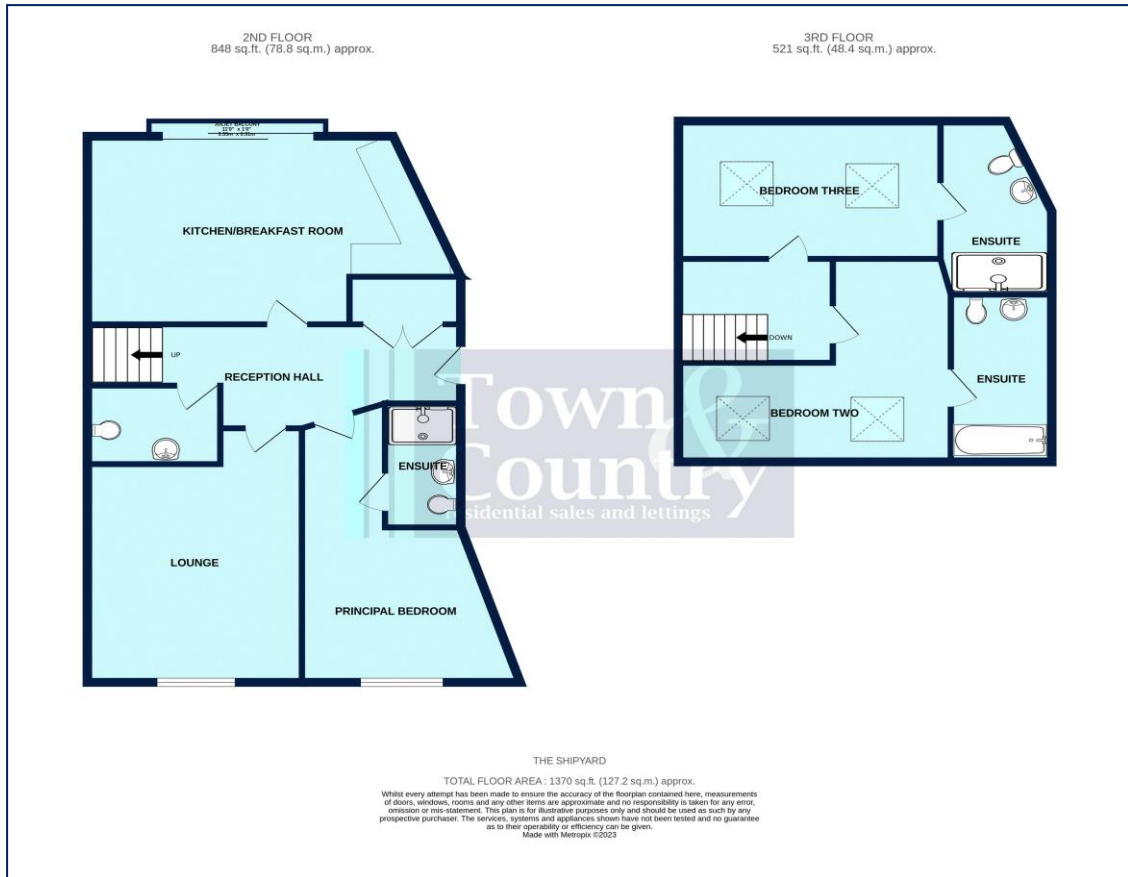 2ND FLOOR
848 sq.ft. (78.8 sq.m.) approx.
3RD FLOOR
521 sq.ft. (48.4 sq.m.) approx.
JULIET BALCONY
KITCHEN/BREAKFAST ROOM
UP
RECEPTION HALL
ENSUITE
LOUNGE
PRINCIPAL BEDROOM
BEDROOM THREE
ENSUITE
DOWN
ENSUITE
BEDROOM TWO
Town &
Country
residential sales and lettings
THE SHIPYARD
TOTAL FLOOR AREA : 1370 sq.ft. (127.2 sq.m.) approx.
Whilst every attempt has been made to ensure the accuracy of the floorplan contained here, measurements
of doors, windows, rooms and any other items are approximate and no responsibility is taken for any error,
omission or mis-statement. This plan is for illustrative purposes only and should be used as such by any
prospective purchaser. The services, systems and appliances shown have not been tested and no guarantee
as to their operability or efficiency can be given.
Made with Metropix ©2023